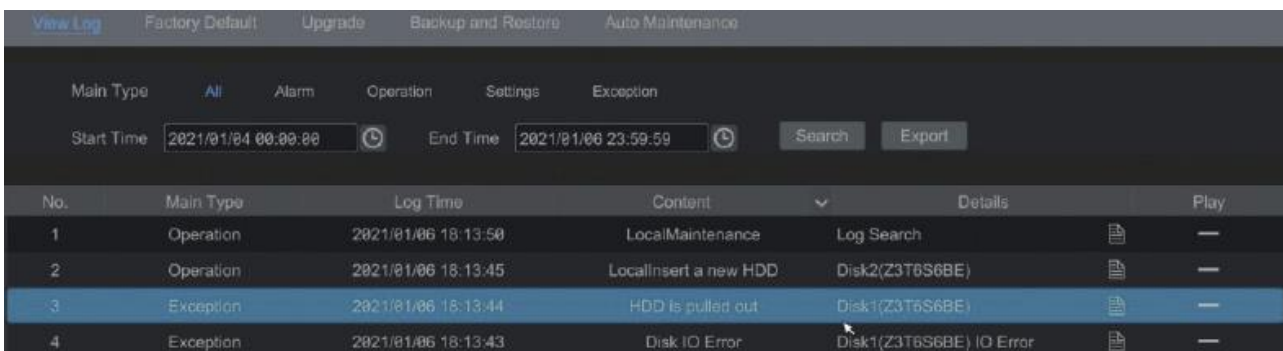 View Log Factory Default Upgrade Backup and Restore Auto Maintenance
Main Type All Alarm Operation Settings Exception
Start Time 2021/01/04 00:00:00 End Time 2021/01/06 23:59:59 Search Export
No. Main Type Log Time Content Details Play
1 Operation 2021/01/06 18:13:50 LocalMaintenance Log Search —
2 Operation 2021/01/06 18:13:45 LocalInsert a new HDD Disk2(Z3T6S6BE) —
3 Exception 2021/01/06 18:13:44 HDD is pulled out Disk1(Z3T6S6BE) —
4 Exception 2021/01/06 18:13:43 Disk IO Error Disk1(Z3T6S6BE) IO Error —